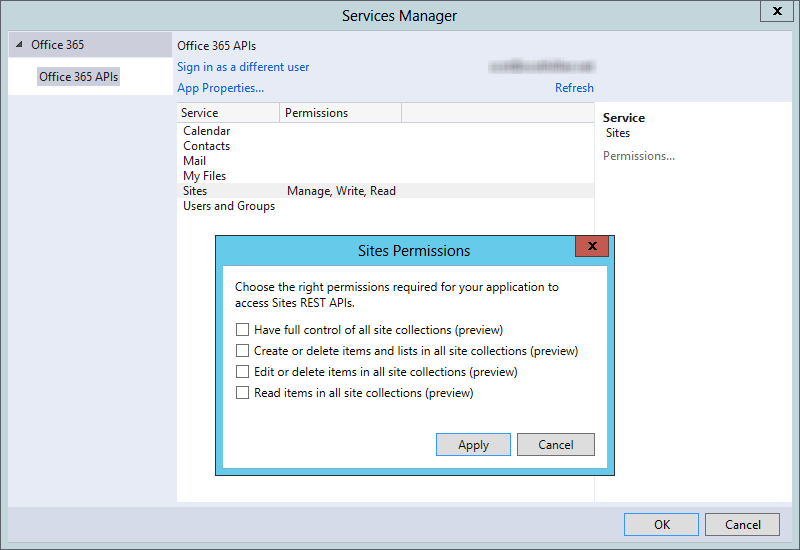 Services Manager
x
Office 365
Office 365 APIs
Office 365 APIs
Sign in as a different user
App Properties...
Refresh
Service Permissions
Calendar
Contacts
Mail
My Files
Sites Manage, Write, Read
Users and Groups
Service
Sites
Permissions...
Sites Permissions
x
Choose the right permissions required for your application to
access Sites REST APIs.
Have full control of all site collections (preview)
Create or delete items and lists in all site collections (preview)
Edit or delete items in all site collections (preview)
Read items in all site collections (preview)
Apply Cancel
OK Cancel